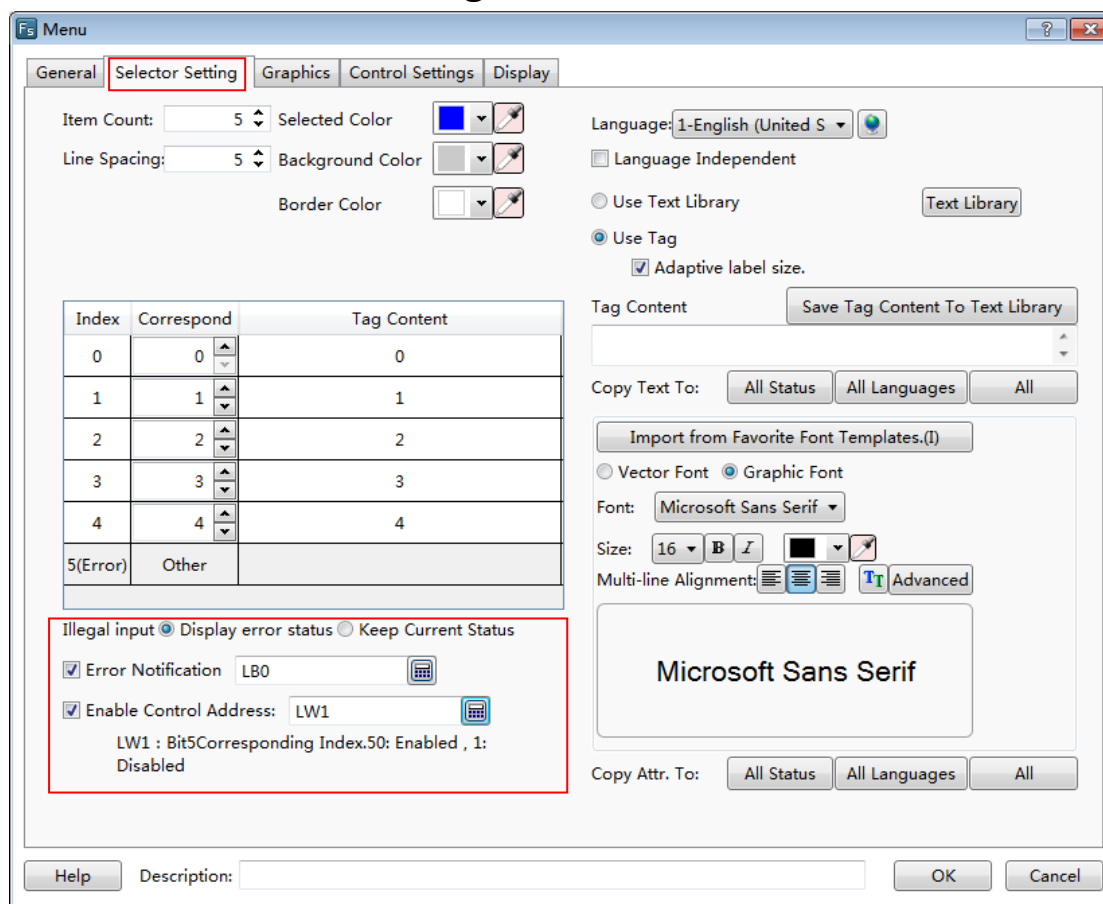 Fs Menu
General Selector Setting Graphics Control Settings Display
Item Count: 5 Selected Color
Line Spacing: 5 Background Color
Border Color
Language: 1-English (United S
Language Independent
Use Text Library Text Library
Use Tag
Adaptive label size.
Index Correspond Tag Content
0 0 0
1 1 1
2 2 2
3 3 3
4 4 4
5(Error) Other
Illegal input Display error status Keep Current Status
Error Notification LB0
Enable Control Address: LW1
LW1 : Bit5Corresponding Index.50: Enabled , 1:
Disabled
Tag Content Save Tag Content To Text Library
Copy Text To: All Status All Languages All
Import from Favorite Font Templates.(I)
Vector Font Graphic Font
Font: Microsoft Sans Serif
Size: 16 B I
Multi-line Alignment: TT Advanced
Microsoft Sans Serif
Copy Attr. To: All Status All Languages All
Help Description: OK Cancel